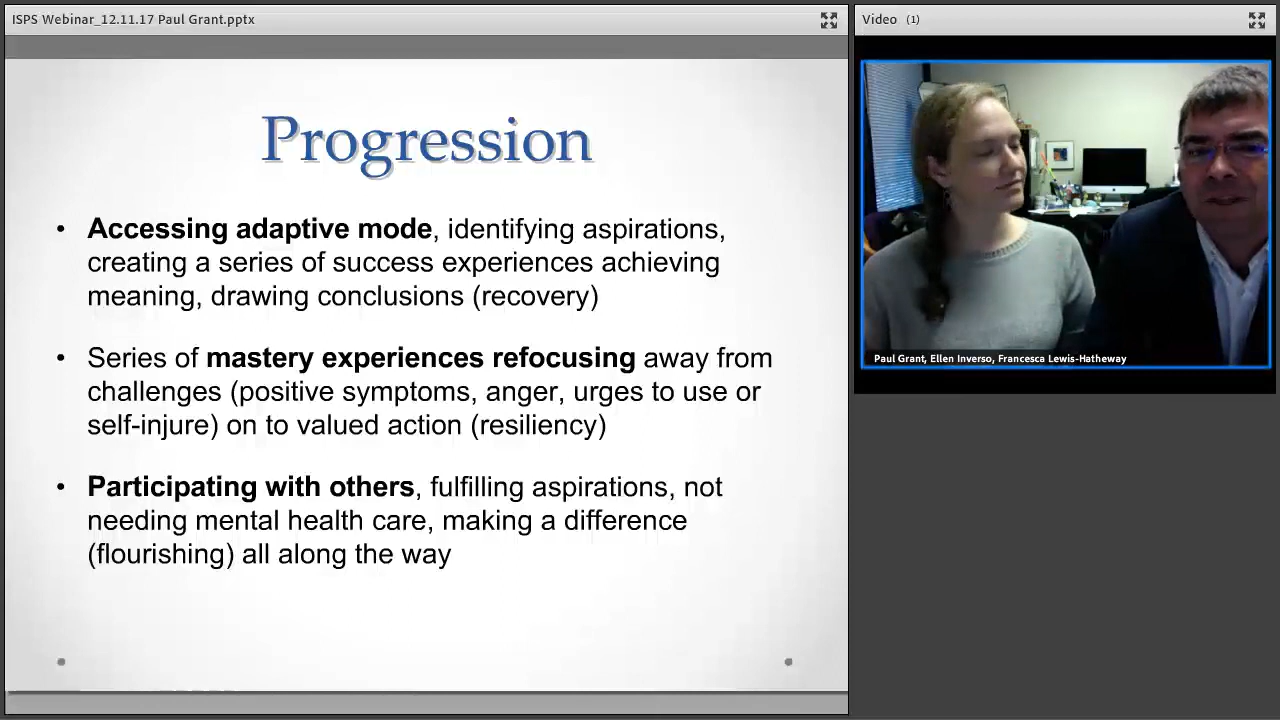 ISPS Webinar_12.11.17 Paul Grant.pptx
Video (1)
Progression
• Accessing adaptive mode, identifying aspirations,
creating a series of success experiences achieving
meaning, drawing conclusions (recovery)
• Series of mastery experiences refocusing away from
challenges (positive symptoms, anger, urges to use or
self-injure) on to valued action (resiliency)
• Participating with others, fulfilling aspirations, not
needing mental health care, making a difference
(flourishing) all along the way
Paul Grant, Ellen Inverso, Francesca Lewis-Hatheway